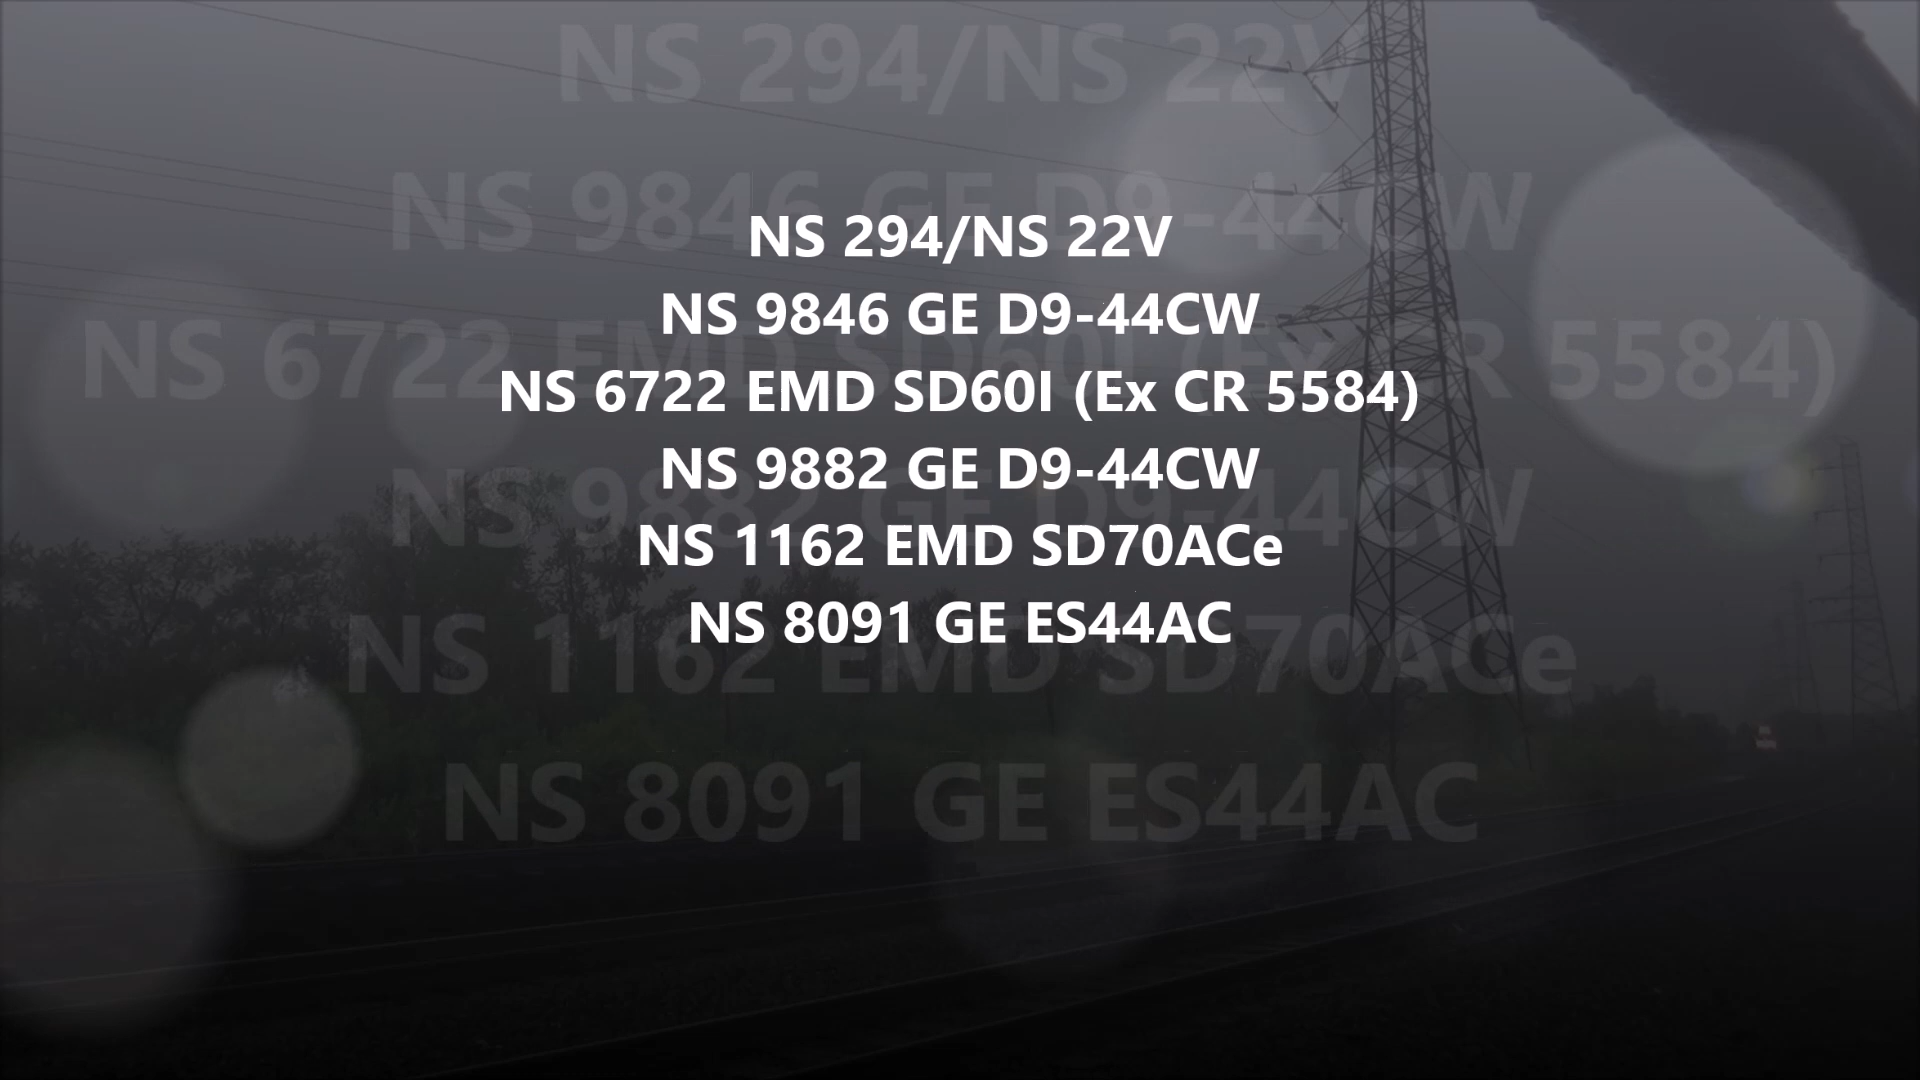 NS 294/NS 22V
NS 9846 GE D9-44CW
NS 6722 EMD SD60I (Ex CR 5584)
NS 9882 GE D9-44CW
NS 1162 EMD SD70ACe
NS 8091 GE ES44AC